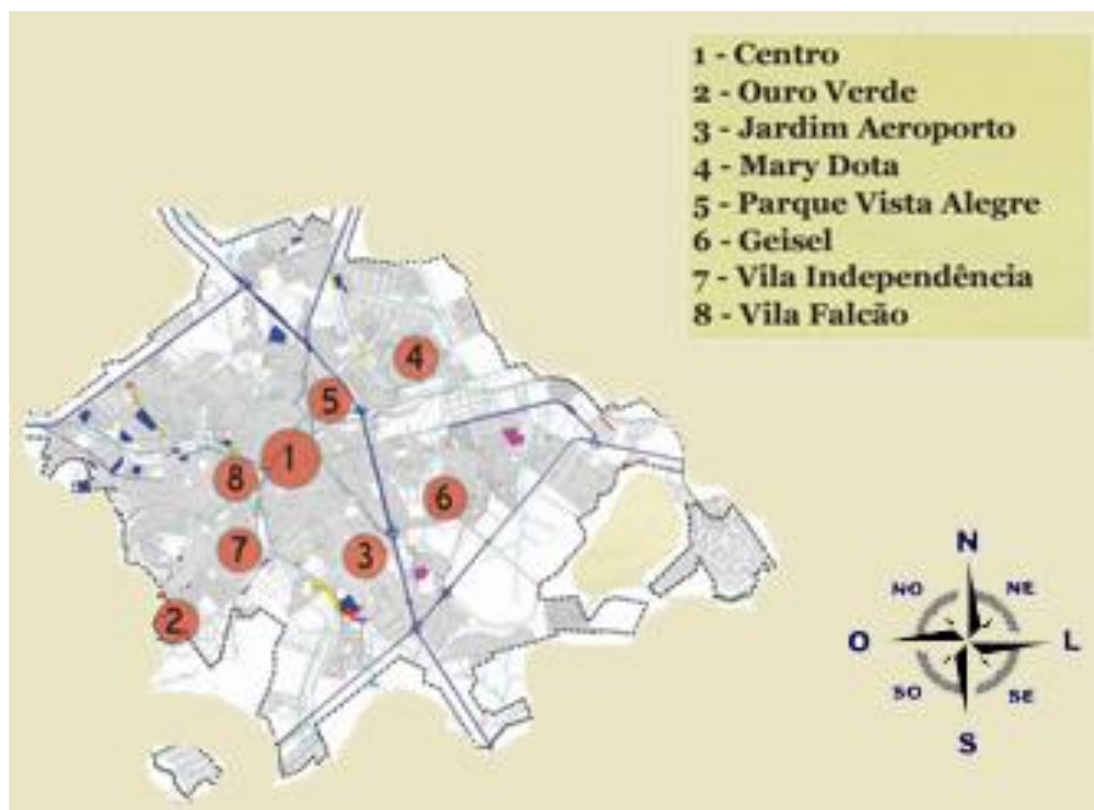 1 - Centro
2 - Ouro Verde
3 - Jardim Aeroporto
4 - Mary Dota
5 - Parque Vista Alegre
6 - Geisel
7 - Vila Independência
8 - Vila Falcão
4
5
1
8
6
7
3
2
N
NO NE
O L
SO SE
S